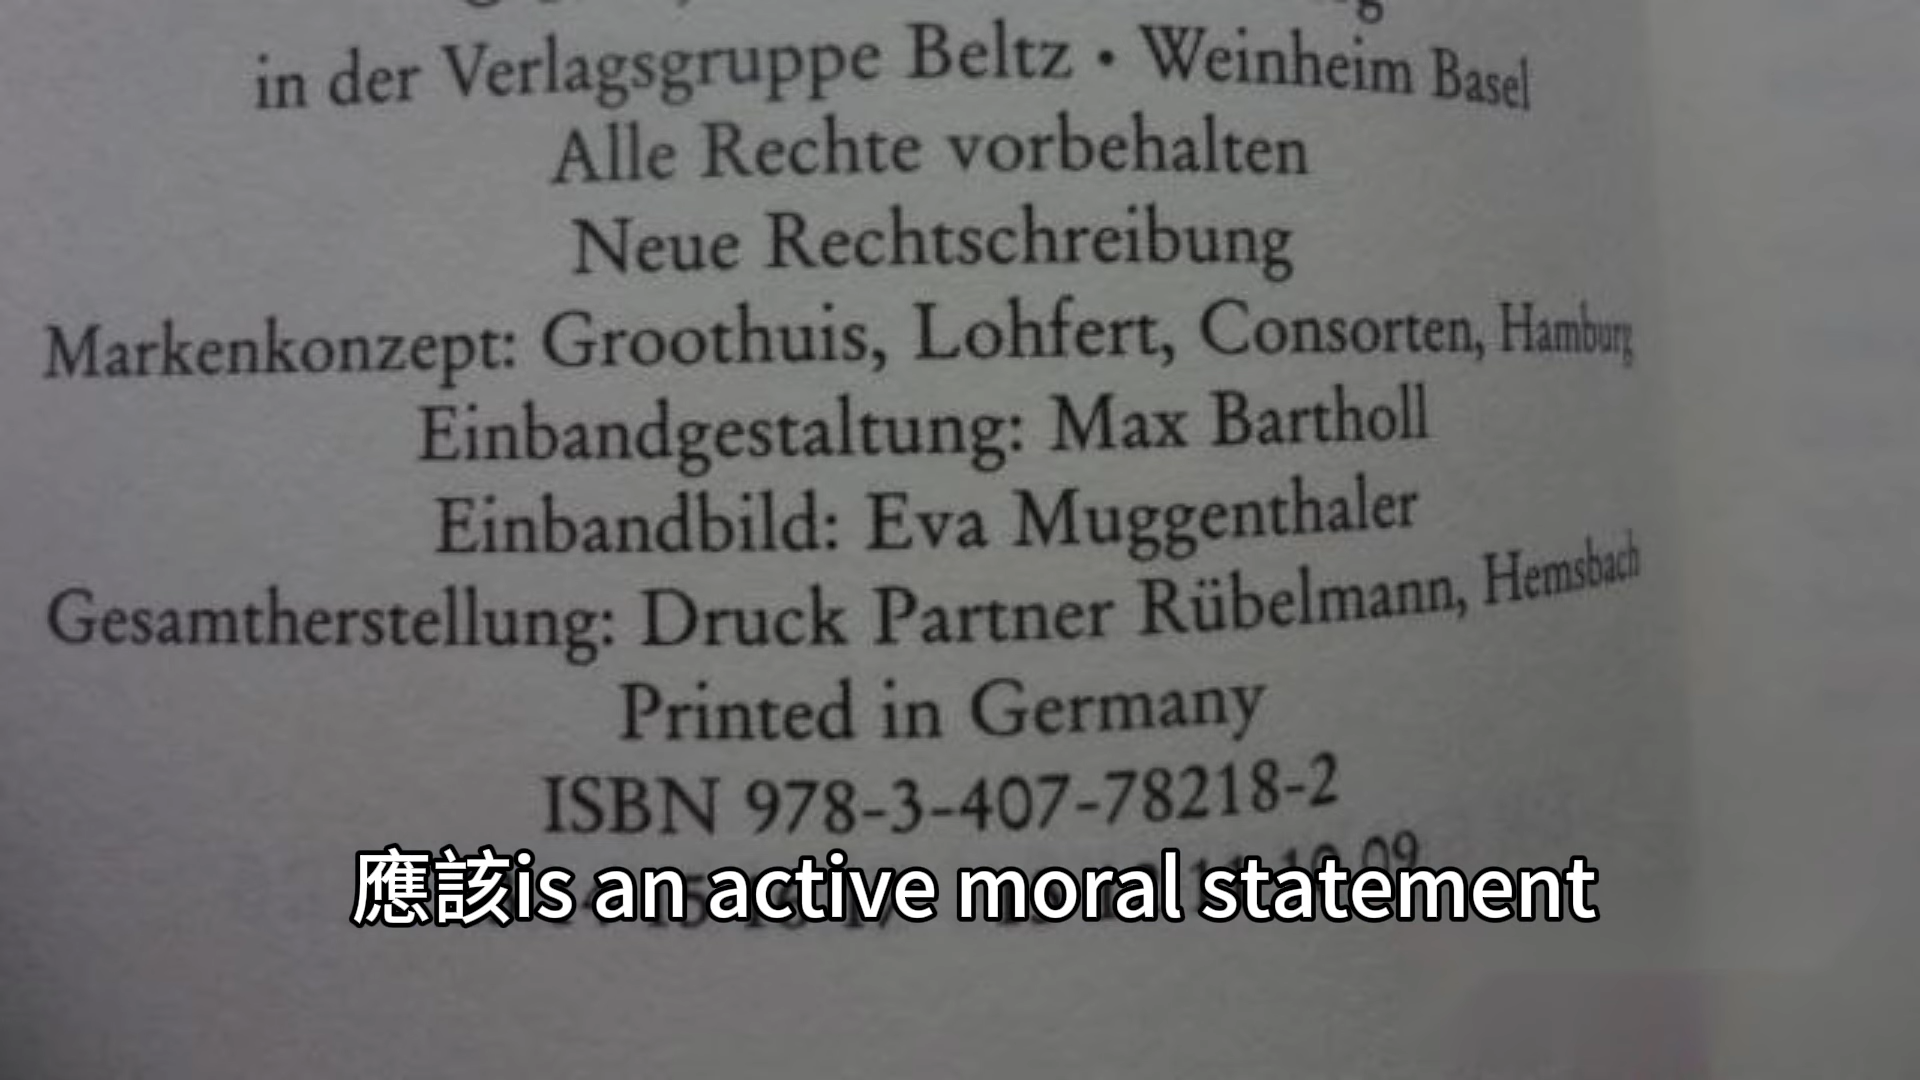 in der Verlagsgruppe Beltz • Weinheim Basel
Alle Rechte vorbehalten
Neue Rechtschreibung
Markenkonzept: Groothuis, Lohfert, Consorten, Hamburg
Einbandgestaltung: Max Bartholl
Einbandbild: Eva Muggenthaler
Gesamtherstellung: Druck Partner Rübelmann, Hemsbach
Printed in Germany
ISBN 978-3-407-78218-2
應該is an active moral statement